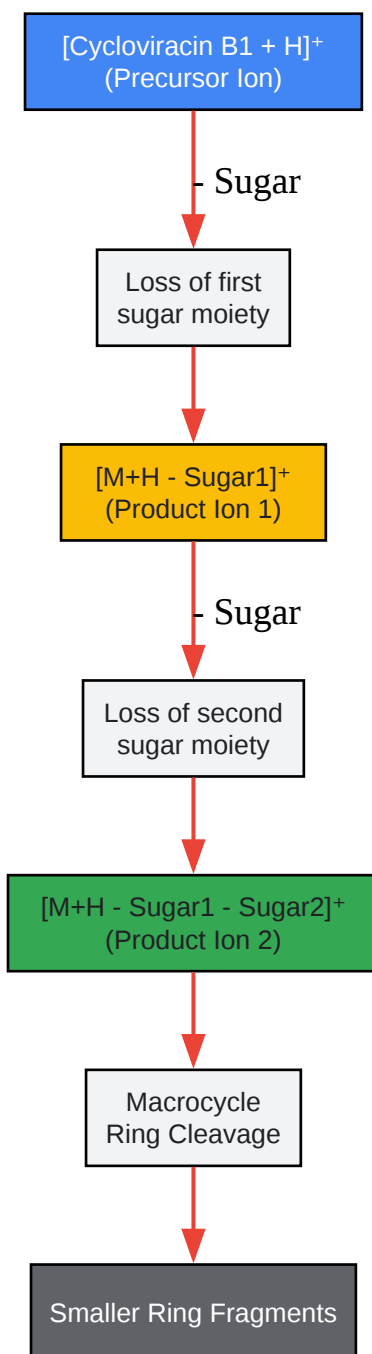 [Cycloviracin B1 + H]⁺
(Precursor Ion)
- Sugar
Loss of first
sugar moiety
[M+H - Sugar1]⁺
(Product Ion 1)
- Sugar
Loss of second
sugar moiety
[M+H - Sugar1 - Sugar2]⁺
(Product Ion 2)
Macrocycle
Ring Cleavage
Smaller Ring Fragments